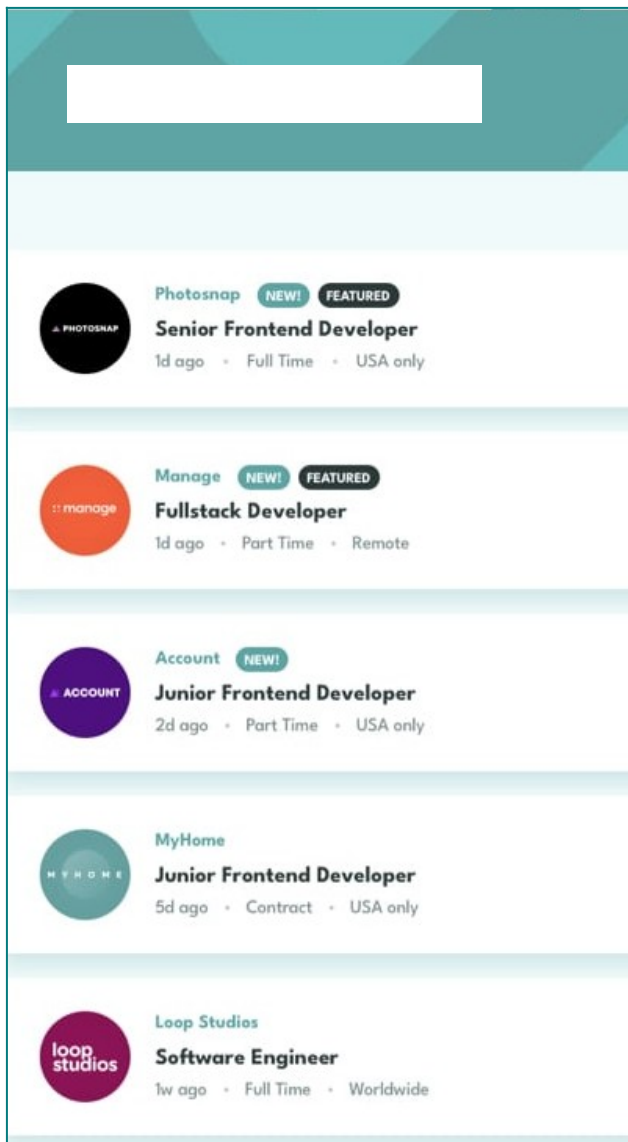 Photosnap NEW! FEATURED
PHOTOSNAP
Senior Frontend Developer
1d ago • Full Time • USA only
Manage NEW! FEATURED
manage
Fullstack Developer
1d ago • Part Time • Remote
Account NEW!
ACCOUNT
Junior Frontend Developer
2d ago • Part Time • USA only
MyHome
MYHOME
Junior Frontend Developer
5d ago • Contract • USA only
Loop Studios
loop
studios
Software Engineer
1w ago • Full Time • Worldwide